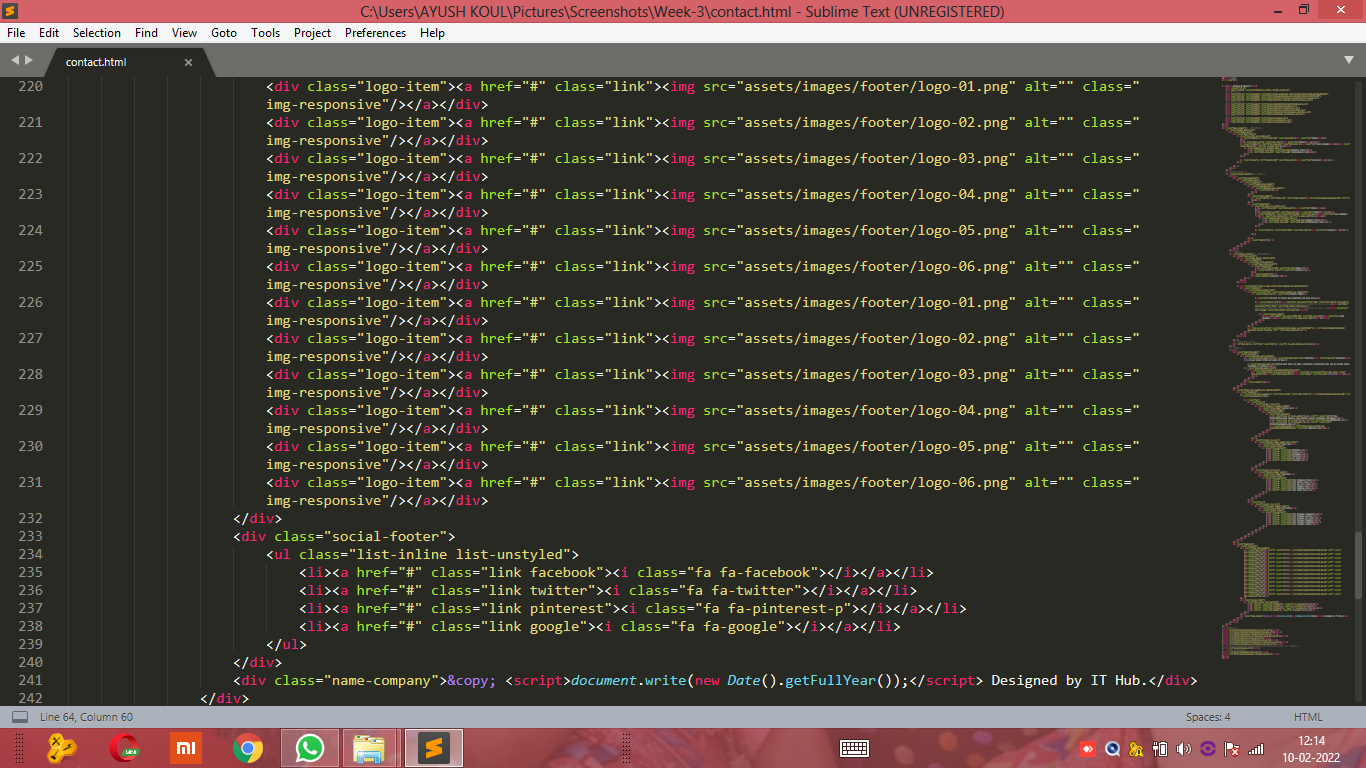 C:\Users\AYUSH KOUL\Pictures\Screenshots\Week-3\contact.html - Sublime Text (UNREGISTERED)
File Edit Selection Find View Goto Tools Project Preferences Help
contact.html
220 <div class="logo-item"><a href="#" class="link"><img src="assets/images/footer/logo-01.png" alt="" class="
img-responsive"/></a></div>
221 <div class="logo-item"><a href="#" class="link"><img src="assets/images/footer/logo-02.png" alt="" class="
img-responsive"/></a></div>
222 <div class="logo-item"><a href="#" class="link"><img src="assets/images/footer/logo-03.png" alt="" class="
img-responsive"/></a></div>
223 <div class="logo-item"><a href="#" class="link"><img src="assets/images/footer/logo-04.png" alt="" class="
img-responsive"/></a></div>
224 <div class="logo-item"><a href="#" class="link"><img src="assets/images/footer/logo-05.png" alt="" class="
img-responsive"/></a></div>
225 <div class="logo-item"><a href="#" class="link"><img src="assets/images/footer/logo-06.png" alt="" class="
img-responsive"/></a></div>
226 <div class="logo-item"><a href="#" class="link"><img src="assets/images/footer/logo-01.png" alt="" class="
img-responsive"/></a></div>
227 <div class="logo-item"><a href="#" class="link"><img src="assets/images/footer/logo-02.png" alt="" class="
img-responsive"/></a></div>
228 <div class="logo-item"><a href="#" class="link"><img src="assets/images/footer/logo-03.png" alt="" class="
img-responsive"/></a></div>
229 <div class="logo-item"><a href="#" class="link"><img src="assets/images/footer/logo-04.png" alt="" class="
img-responsive"/></a></div>
230 <div class="logo-item"><a href="#" class="link"><img src="assets/images/footer/logo-05.png" alt="" class="
img-responsive"/></a></div>
231 <div class="logo-item"><a href="#" class="link"><img src="assets/images/footer/logo-06.png" alt="" class="
img-responsive"/></a></div>
232 </div>
233 <div class="social-footer">
234 <ul class="list-inline list-unstyled">
235 <li><a href="#" class="link facebook"><i class="fa fa-facebook"></i></a></li>
236 <li><a href="#" class="link twitter"><i class="fa fa-twitter"></i></a></li>
237 <li><a href="#" class="link pinterest"><i class="fa fa-pinterest-p"></i></a></li>
238 <li><a href="#" class="link google"><i class="fa fa-google"></i></a></li>
239 </ul>
240 </div>
241 <div class="name-company">&copy; <script>document.write(new Date().getFullYear());</script> Designed by IT Hub.</div>
242 </div>
Line 64, Column 60 Spaces: 4 HTML
mi
12:14
10-02-2022